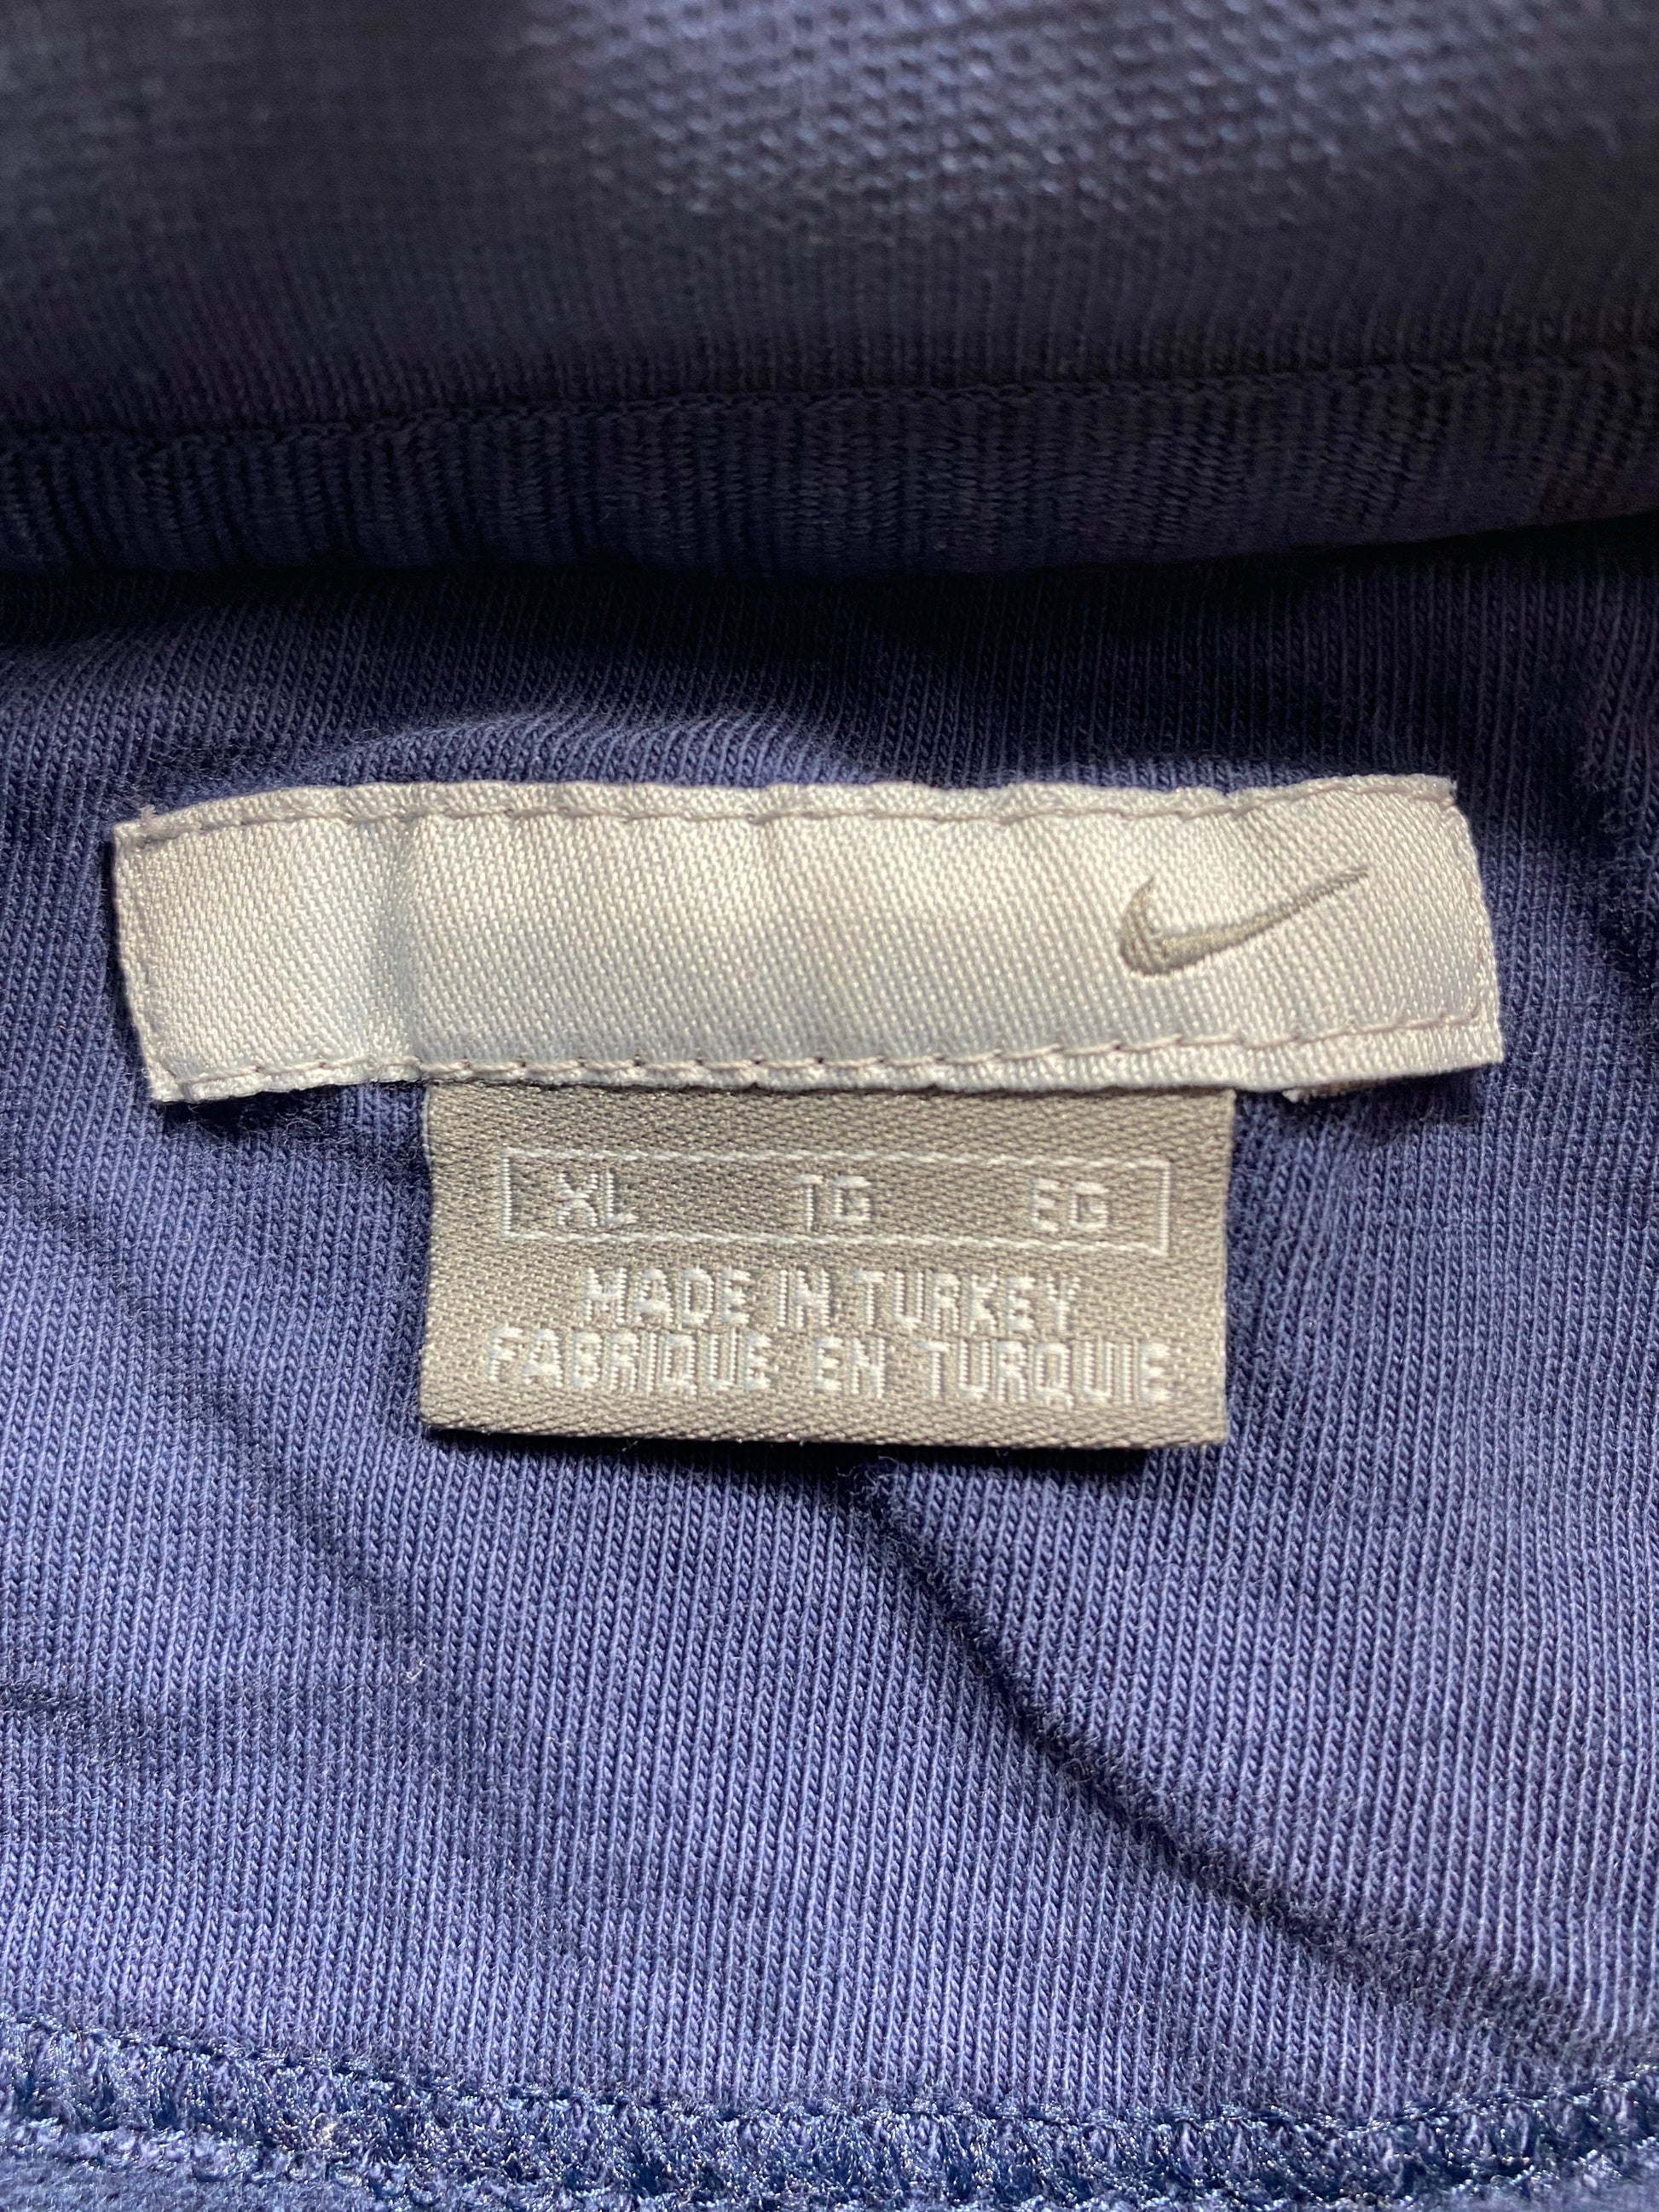 XL TG EG
MADE IN TURKEY
FABRIQUE EN TURQUIE